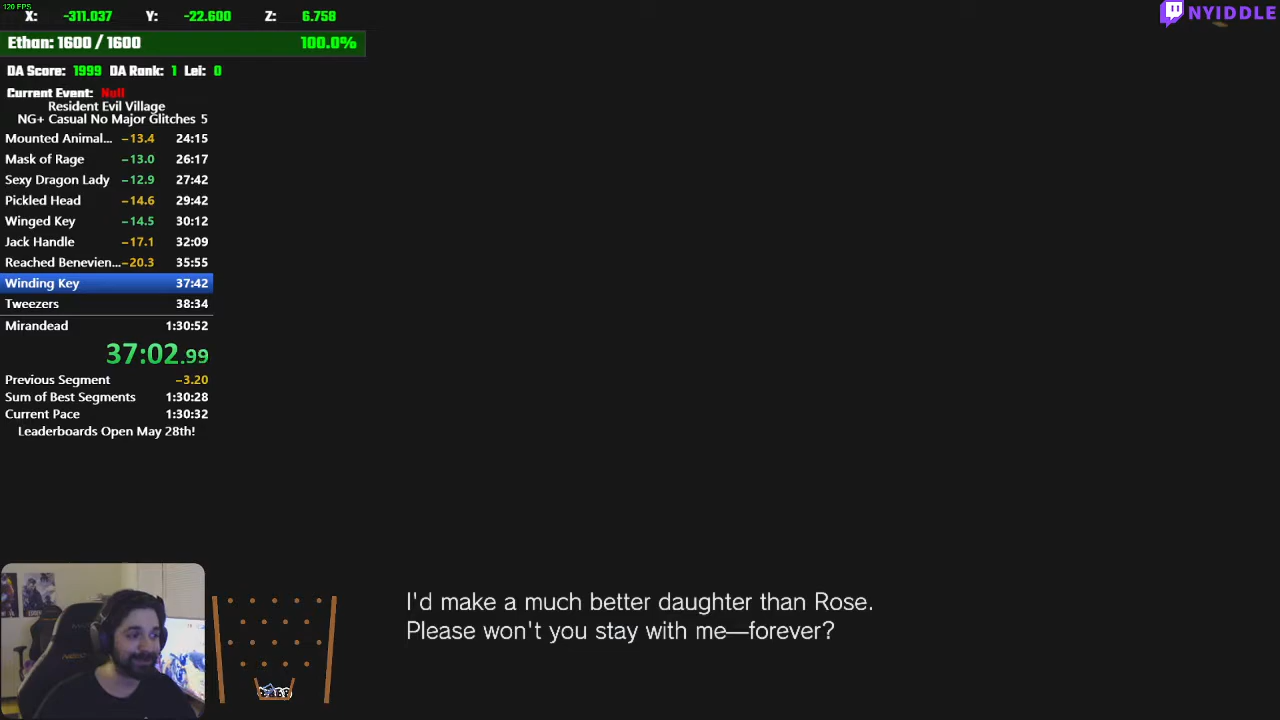 120 FPS
X: -311.037 Y: -22.600 Z: 6.758
NYIDDLE
Ethan: 1600 / 1600 100.0%
DA Score: 1999 DA Rank: 1 Lei: 0
Current Event: Null
Resident Evil Village
NG+ Casual No Major Glitches 5
Mounted Animal... −13.4 24:15
Mask of Rage −13.0 26:17
Sexy Dragon Lady −12.9 27:42
Pickled Head −14.6 29:42
Winged Key −14.5 30:12
Jack Handle −17.1 32:09
Reached Benevien... −20.3 35:55
Winding Key 37:42
Tweezers 38:34
Mirandead 1:30:52
37:02.99
Previous Segment −3.20
Sum of Best Segments 1:30:28
Current Pace 1:30:32
Leaderboards Open May 28th!
I'd make a much better daughter than Rose.
Please won't you stay with me—forever?